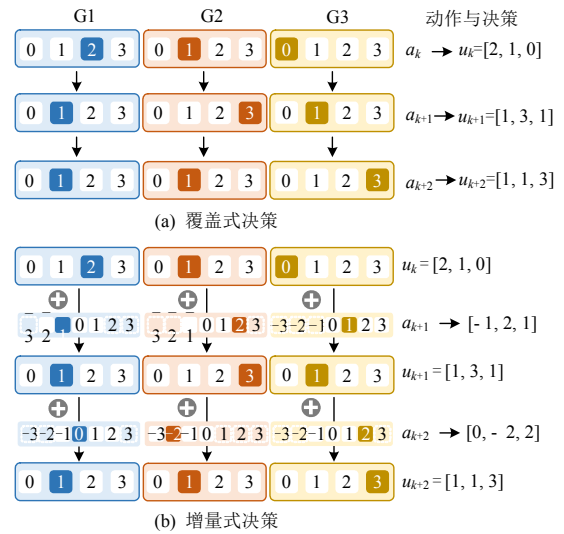 G1 G2 G3 动作与决策
0 1 2 3 0 1 2 3 0 1 2 3 a_k → u_k=[2, 1, 0]
0 1 2 3 0 1 2 3 0 1 2 3 a_{k+1} → u_{k+1}=[1, 3, 1]
0 1 2 3 0 1 2 3 0 1 2 3 a_{k+2} → u_{k+2}=[1, 1, 3]
(a) 覆盖式决策
0 1 2 3 0 1 2 3 0 1 2 3 u_k=[2, 1, 0]
−3 −2 −1 0 1 2 3 −3 −2 −1 0 1 2 3 −3 −2 −1 0 1 2 3 a_{k+1} → [- 1, 2, 1]
0 1 2 3 0 1 2 3 0 1 2 3 u_{k+1}=[1, 3, 1]
−3 −2 −1 0 1 2 3 −3 −2 −1 0 1 2 3 −3 −2 −1 0 1 2 3 a_{k+2} → [0, - 2, 2]
0 1 2 3 0 1 2 3 0 1 2 3 u_{k+2}=[1, 1, 3]
(b) 增量式决策